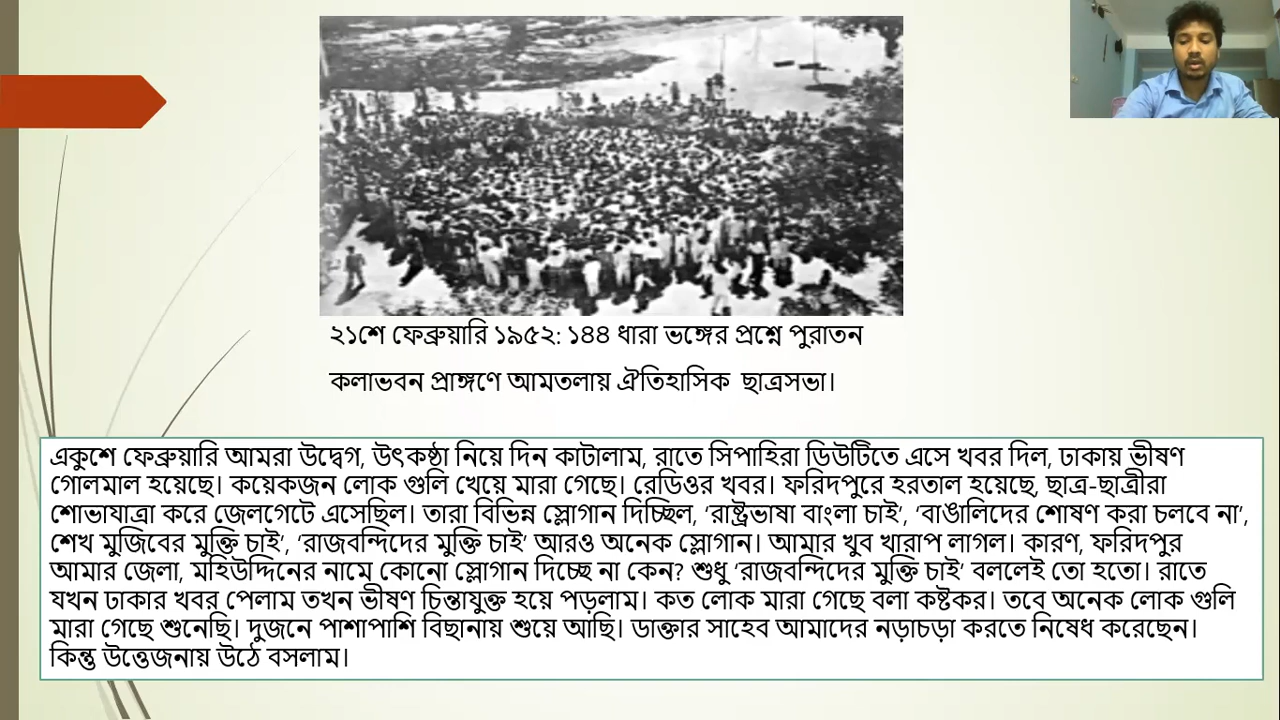 ২১শে ফেব্রুয়ারি ১৯৫২: ১৪৪ ধারা ভঙ্গের প্রশ্নে পুরাতন
কলাভবন প্রাঙ্গণে আমতলায় ঐতিহাসিক ছাত্রসভা।
একুশে ফেব্রুয়ারি আমরা উদ্বেগ, উৎকণ্ঠা নিয়ে দিন কাটালাম, রাতে সিপাহিরা ডিউটিতে এসে খবর দিল, ঢাকায় ভীষণ
গোলমাল হয়েছে। কয়েকজন লোক গুলি খেয়ে মারা গেছে। রেডিওর খবর। ফরিদপুরে হরতাল হয়েছে, ছাত্র-ছাত্রীরা
শোভাযাত্রা করে জেলগেটে এসেছিল। তারা বিভিন্ন স্লোগান দিচ্ছিল, ‘রাষ্ট্রভাষা বাংলা চাই’, ‘বাঙালিদের শোষণ করা চলবে না’,
শেখ মুজিবের মুক্তি চাই’, ‘রাজবন্দিদের মুক্তি চাই’ আরও অনেক স্লোগান। আমার খুব খারাপ লাগল। কারণ, ফরিদপুর
আমার জেলা, মহিউদ্দিনের নামে কোনো স্লোগান দিচ্ছে না কেন? শুধু ‘রাজবন্দিদের মুক্তি চাই’ বললেই তো হতো। রাতে
যখন ঢাকার খবর পেলাম তখন ভীষণ চিন্তাযুক্ত হয়ে পড়লাম। কত লোক মারা গেছে বলা কষ্টকর। তবে অনেক লোক গুলি
মারা গেছে শুনেছি। দুজনে পাশাপাশি বিছানায় শুয়ে আছি। ডাক্তার সাহেব আমাদের নড়াচড়া করতে নিষেধ করেছেন।
কিন্তু উত্তেজনায় উঠে বসলাম।